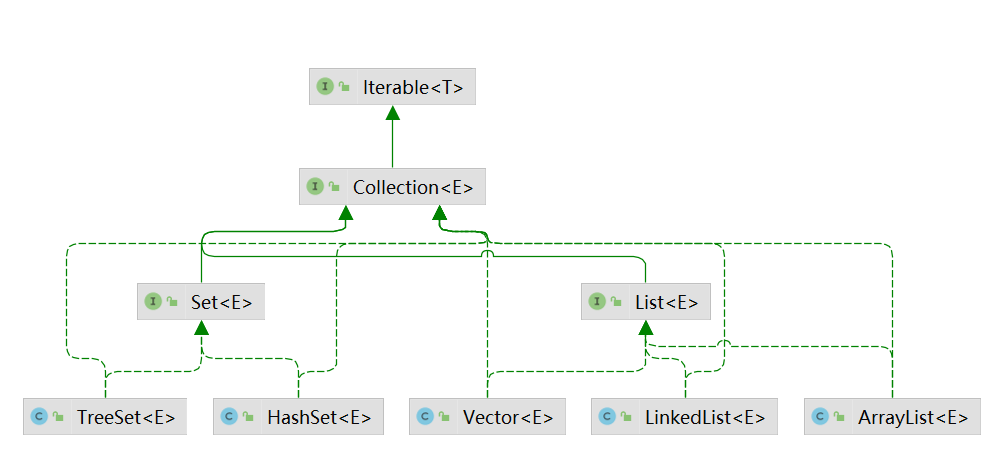 I Iterable<T>
I Collection<E>
I Set<E>
I List<E>
C TreeSet<E>
C HashSet<E>
C Vector<E>
C LinkedList<E>
C ArrayList<E>